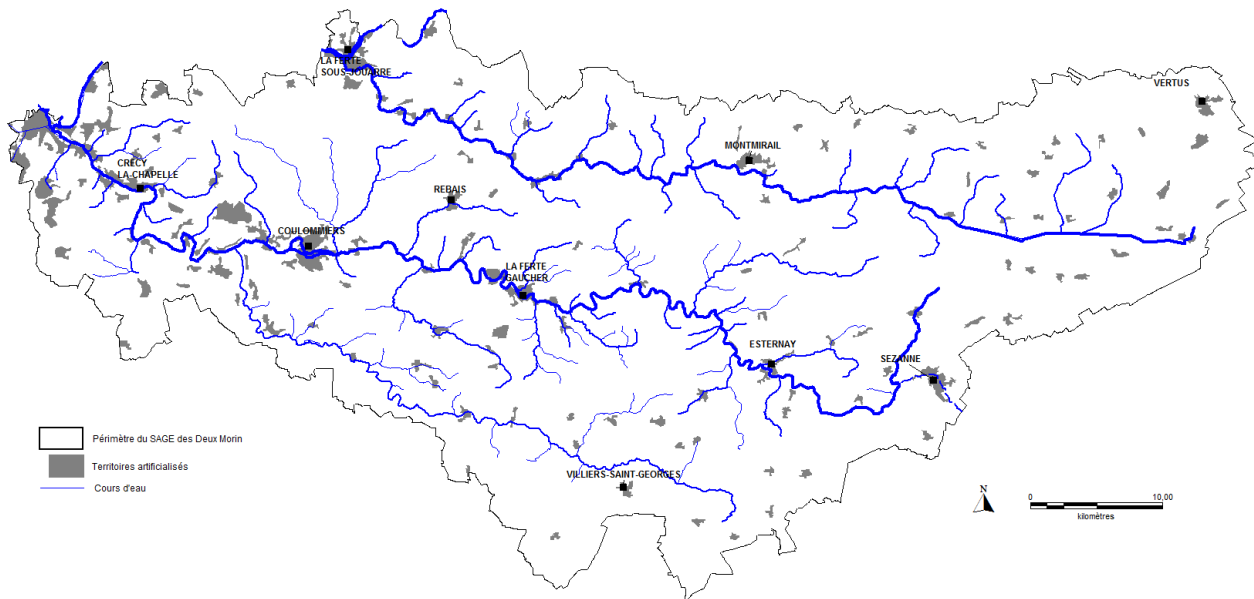 LA FERTE
SOUS-JOUARRE
VERTUS
MONTMIRAIL
CRECY
LA-CHAPELLE
REBAIS
COULOMMIERS
LA FERTE
GAUCHER
ESTERNAY
SEZANNE
VILLIERS-SAINT-GEORGES
Périmètre du SAGE des Deux Morin
Territoires artificialisés
Cours d'eau
N
0 10,00
kilomètres